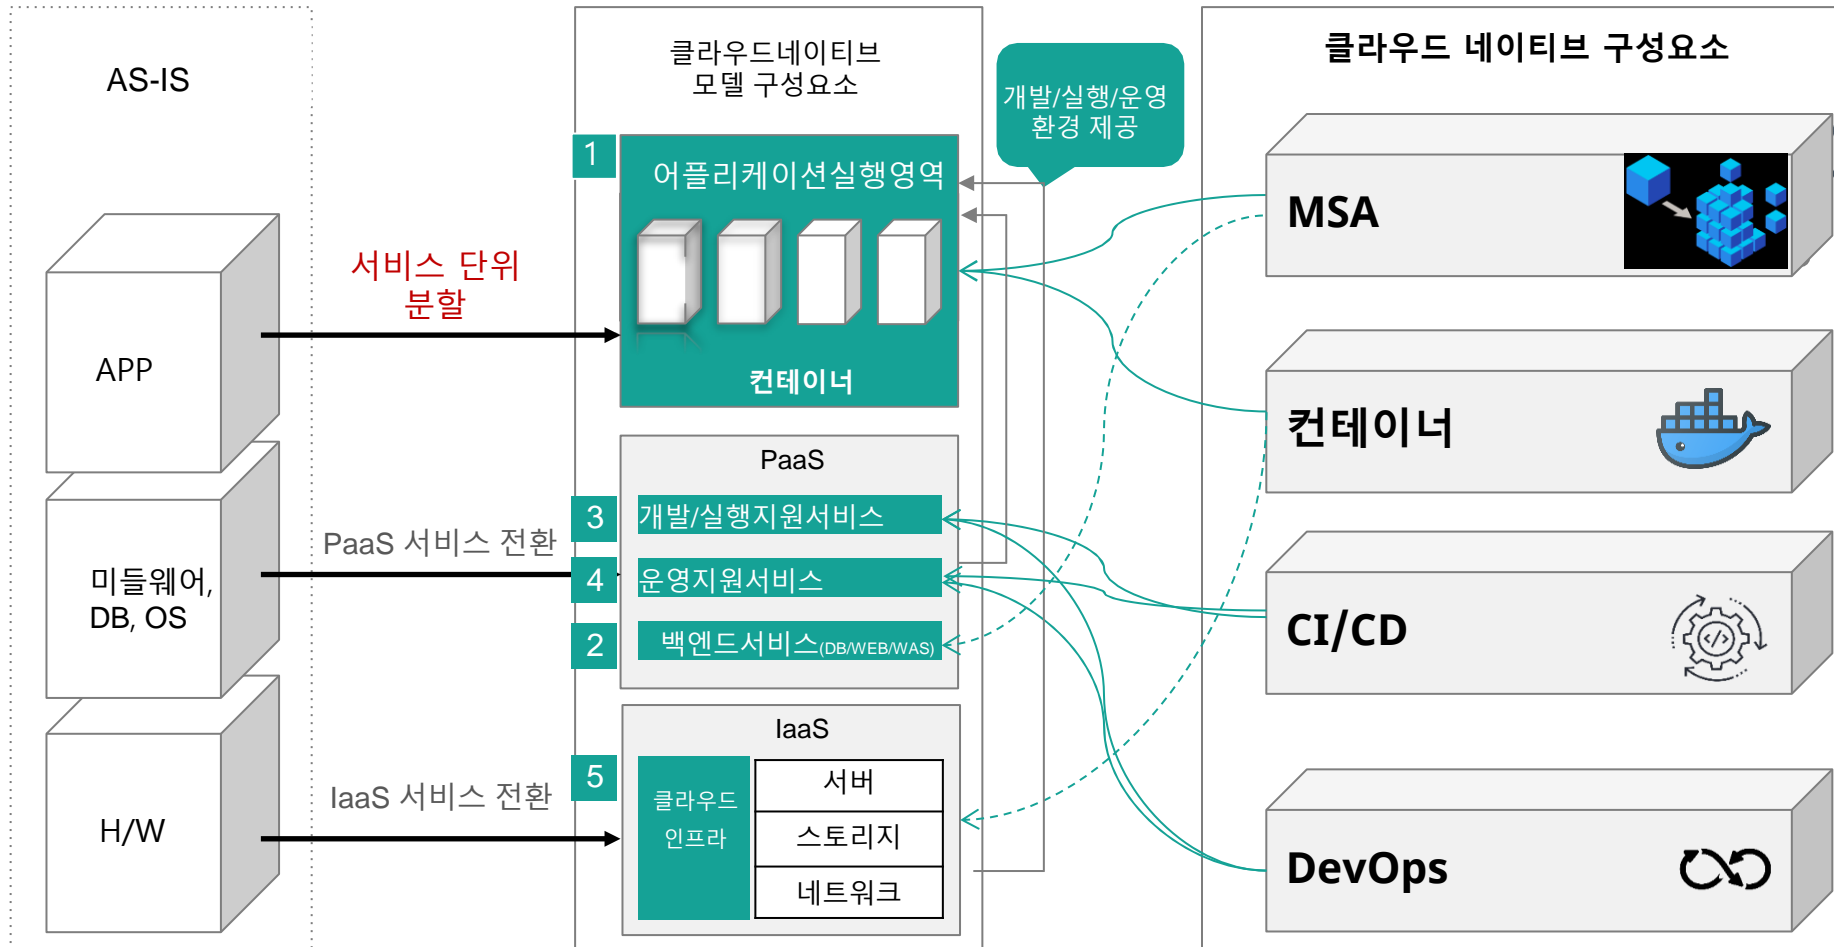 AS-IS
APP
미들웨어,
DB, OS
H/W
서비스 단위
분할
PaaS 서비스 전환
IaaS 서비스 전환
클라우드네이티브
모델 구성요소
1
어플리케이션실행영역
컨테이너
PaaS
3
개발/실행지원서비스
4
운영지원서비스
2
백엔드서비스(DB/WEB/WAS)
IaaS
5
클라우드
인프라
서버
스토리지
네트워크
개발/실행/운영
환경 제공
클라우드 네이티브 구성요소
MSA
컨테이너
CI/CD
</>
DevOps